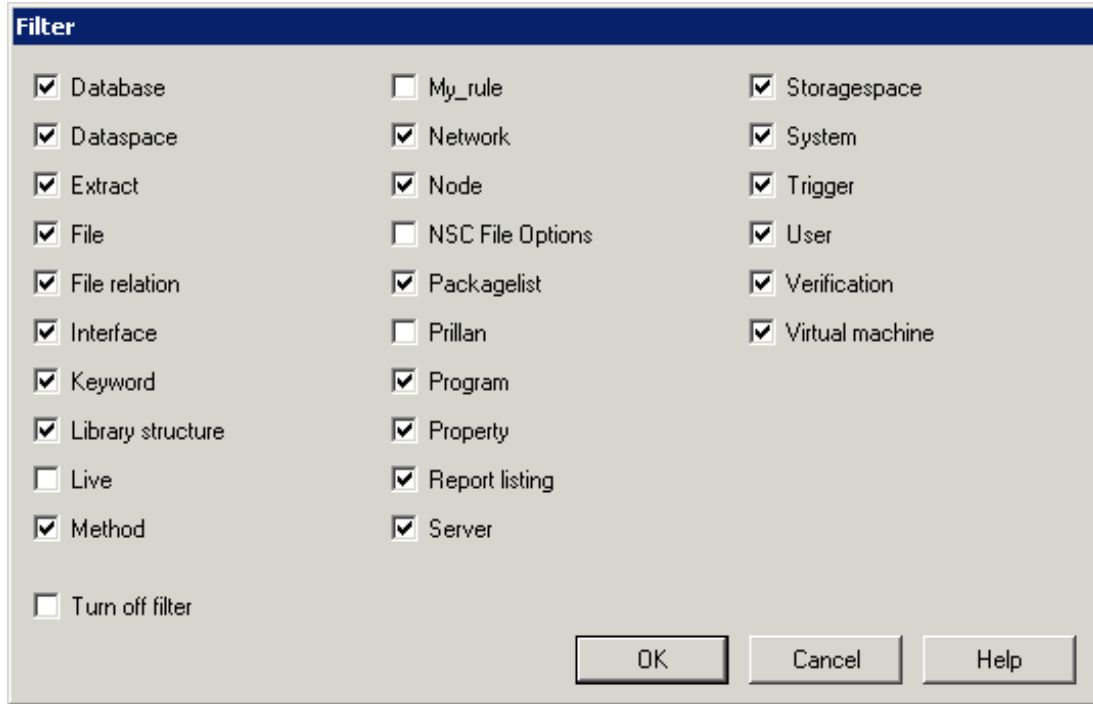 Filter
Database
Dataspace
Extract
File
File relation
Interface
Keyword
Library structure
Live
Method
My_rule
Network
Node
NSC File Options
Packagelist
Prillan
Program
Property
Report listing
Server
Storagespace
System
Trigger
User
Verification
Virtual machine
Turn off filter
OK
Cancel
Help